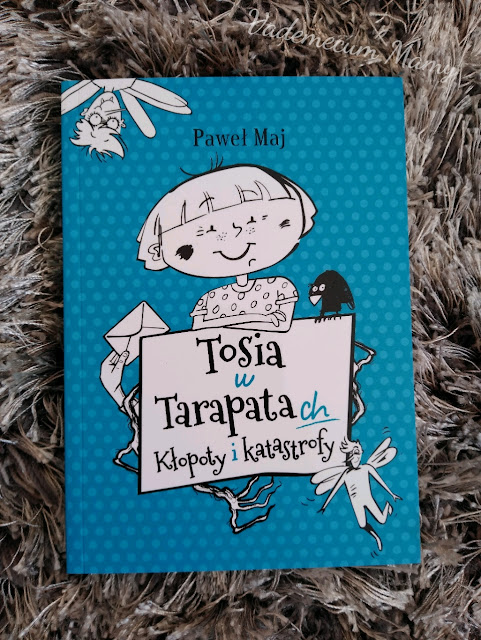 Vademecum Mamy
Paweł Maj
Tosia
w
Tarapatach
Kłopoty i katastrofy